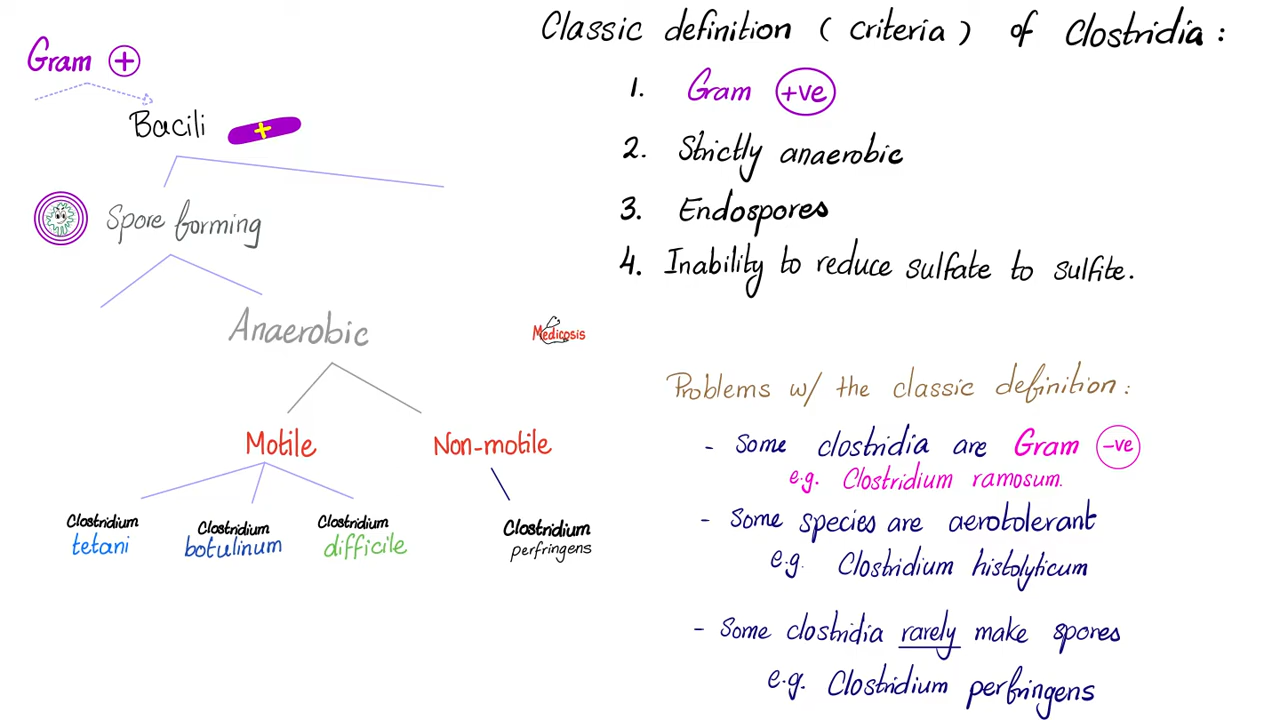 Gram +
Bacili
+
Spore forming
Anaerobic
Motile
Non-motile
Clostridium
tetani
Clostridium
botulinum
Clostridium
difficile
Clostridium
perfringens
Medicosis
Classic definition (criteria) of Clostridia:
1. Gram +ve
2. Strictly anaerobic
3. Endospores
4. Inability to reduce sulfate to sulfite.
Problems w/ the classic definition:
- Some clostridia are Gram -ve
e.g. Clostridium ramosum.
- Some species are aerotolerant
e.g. Clostridium histolyticum
- Some clostridia rarely make spores
e.g. Clostridium perfringens